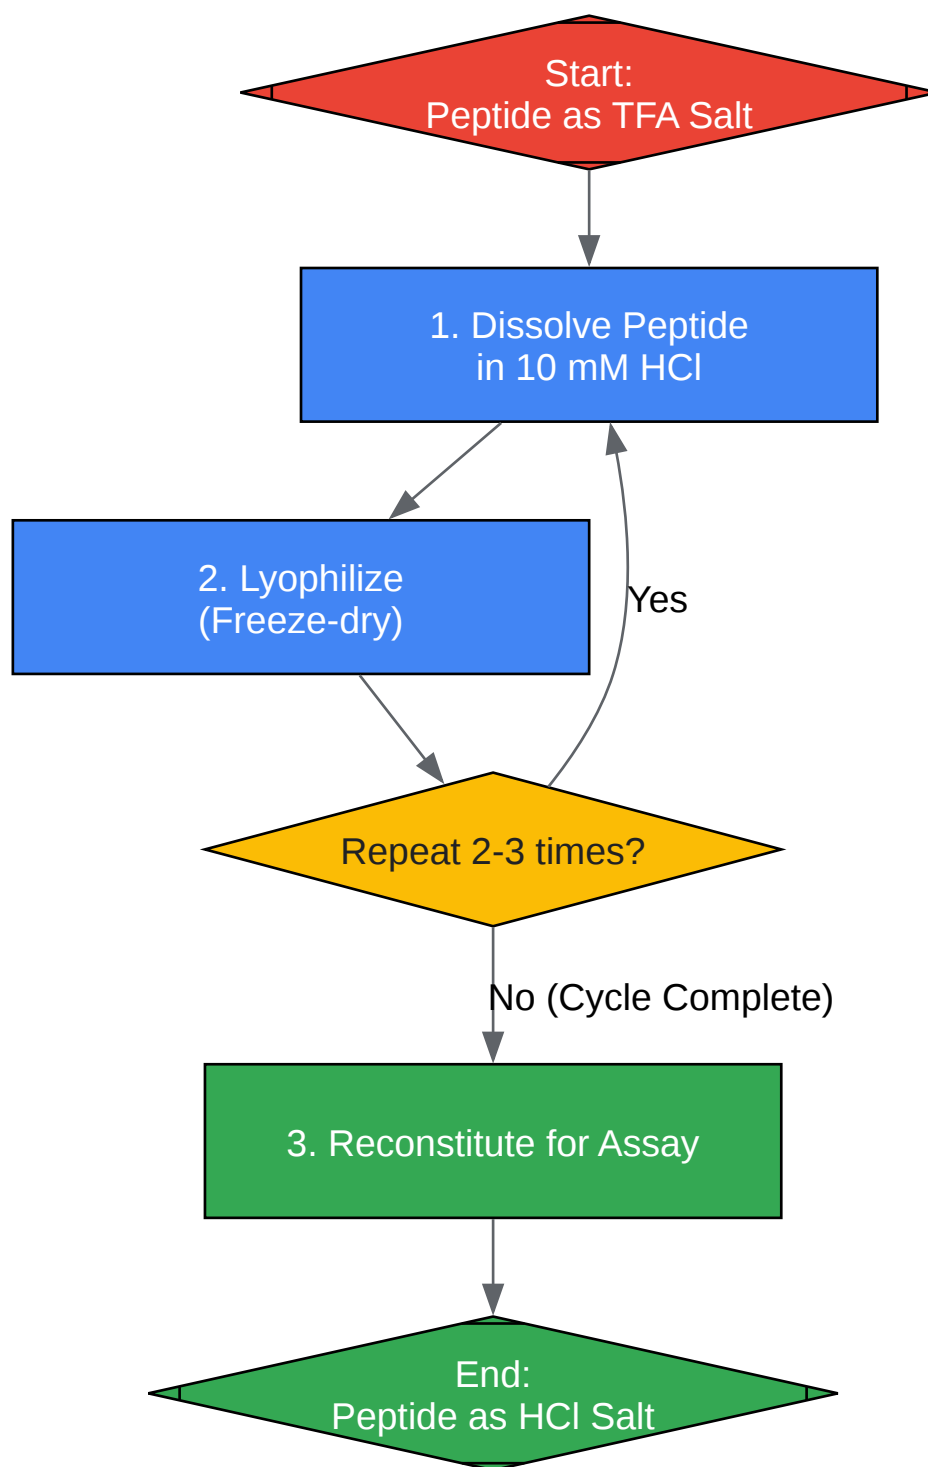 Start:
Peptide as TFA Salt
1. Dissolve Peptide
in 10 mM HCl
2. Lyophilize
(Freeze-dry)
Yes
Repeat 2-3 times?
No (Cycle Complete)
3. Reconstitute for Assay
End:
Peptide as HCl Salt